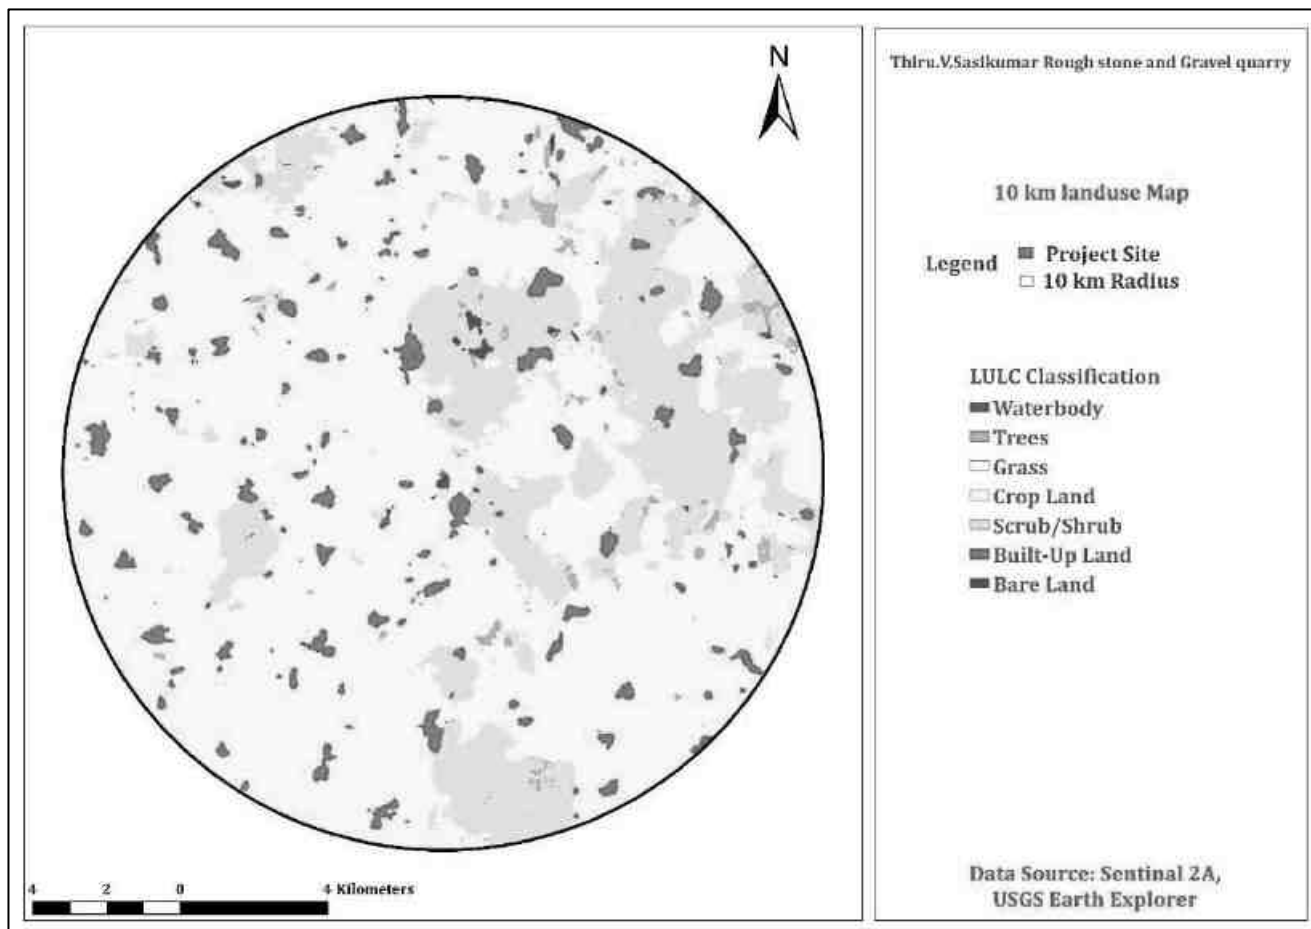 N
Thiru.V.Sasikumar Rough stone and Gravel quarry
10 km landuse Map
Legend
Project Site
10 km Radius
LULC Classification
Waterbody
Trees
Grass
Crop Land
Scrub/Shrub
Built-Up Land
Bare Land
4 2 0 4 Kilometers
Data Source: Sentinal 2A,
USGS Earth Explorer